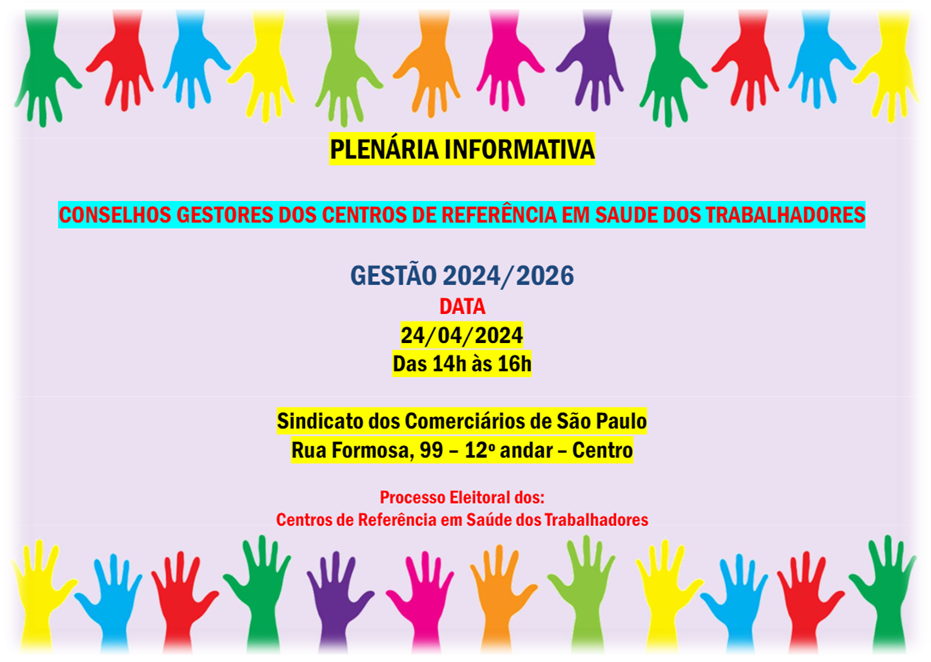 PLENÁRIA INFORMATIVA
CONSELHOS GESTORES DOS CENTROS DE REFERÊNCIA EM SAUDE DOS TRABALHADORES
GESTÃO 2024/2026
DATA
24/04/2024
Das 14h às 16h
Sindicato dos Comerciários de São Paulo
Rua Formosa, 99 – 12º andar – Centro
Processo Eleitoral dos:
Centros de Referência em Saúde dos Trabalhadores